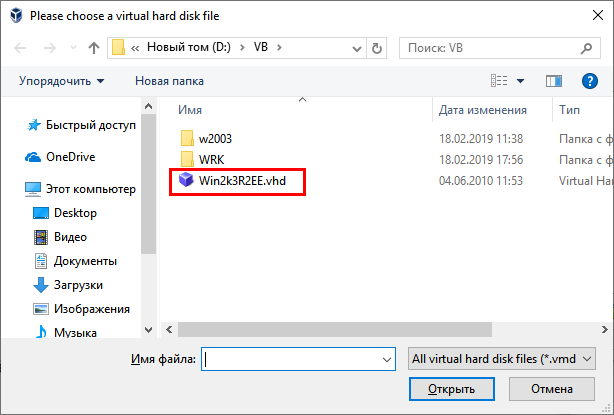 Please choose a virtual hard disk file
« Новый том (D:) > VB >
Поиск: VB
Упорядочить
Новая папка
Имя
Дата изменения
Тип
Быстрый доступ
OneDrive
Этот компьютер
Desktop
Видео
Документы
Загрузки
Изображения
Музыка
w2003 18.02.2019 11:38 Папка с ф
WRK 18.02.2019 17:56 Папка с ф
Win2k3R2EE.vhd 04.06.2010 11:53 Virtual Har
Имя файла:
All virtual hard disk files (*.vmd
Открыть
Отмена